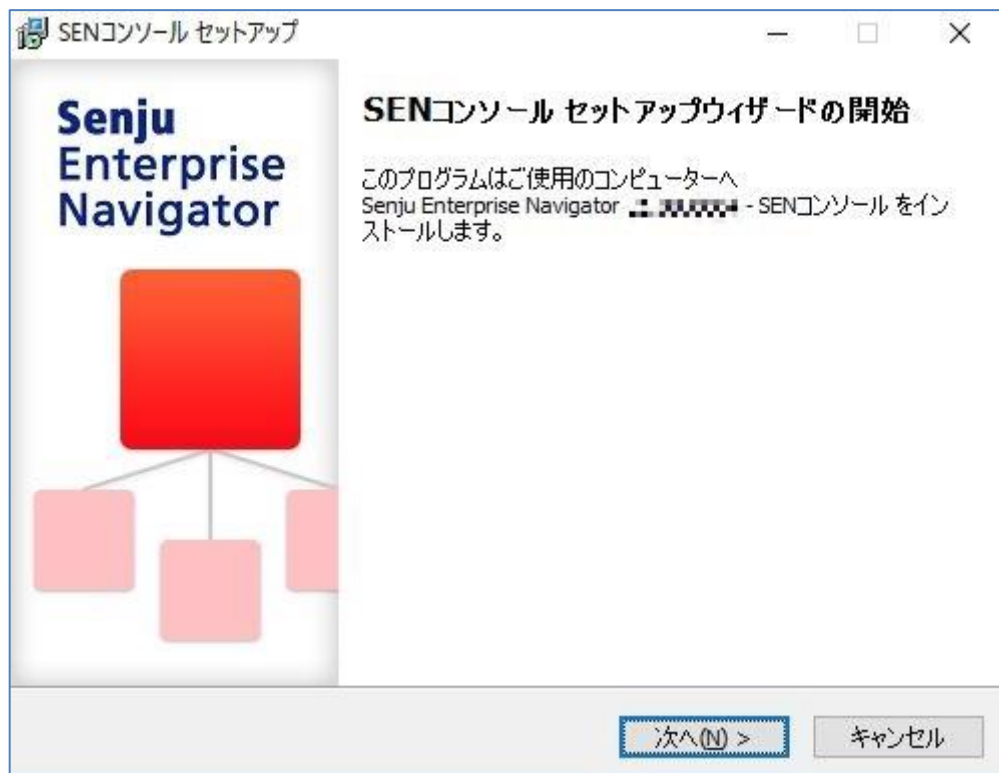 SENコンソール セットアップ
Senju
Enterprise
Navigator
SENコンソール セットアップウィザードの開始
このプログラムはご使用のコンピューターへ
Senju Enterprise Navigator - SENコンソール をイン
ストールします。
次へ(N) >
キャンセル